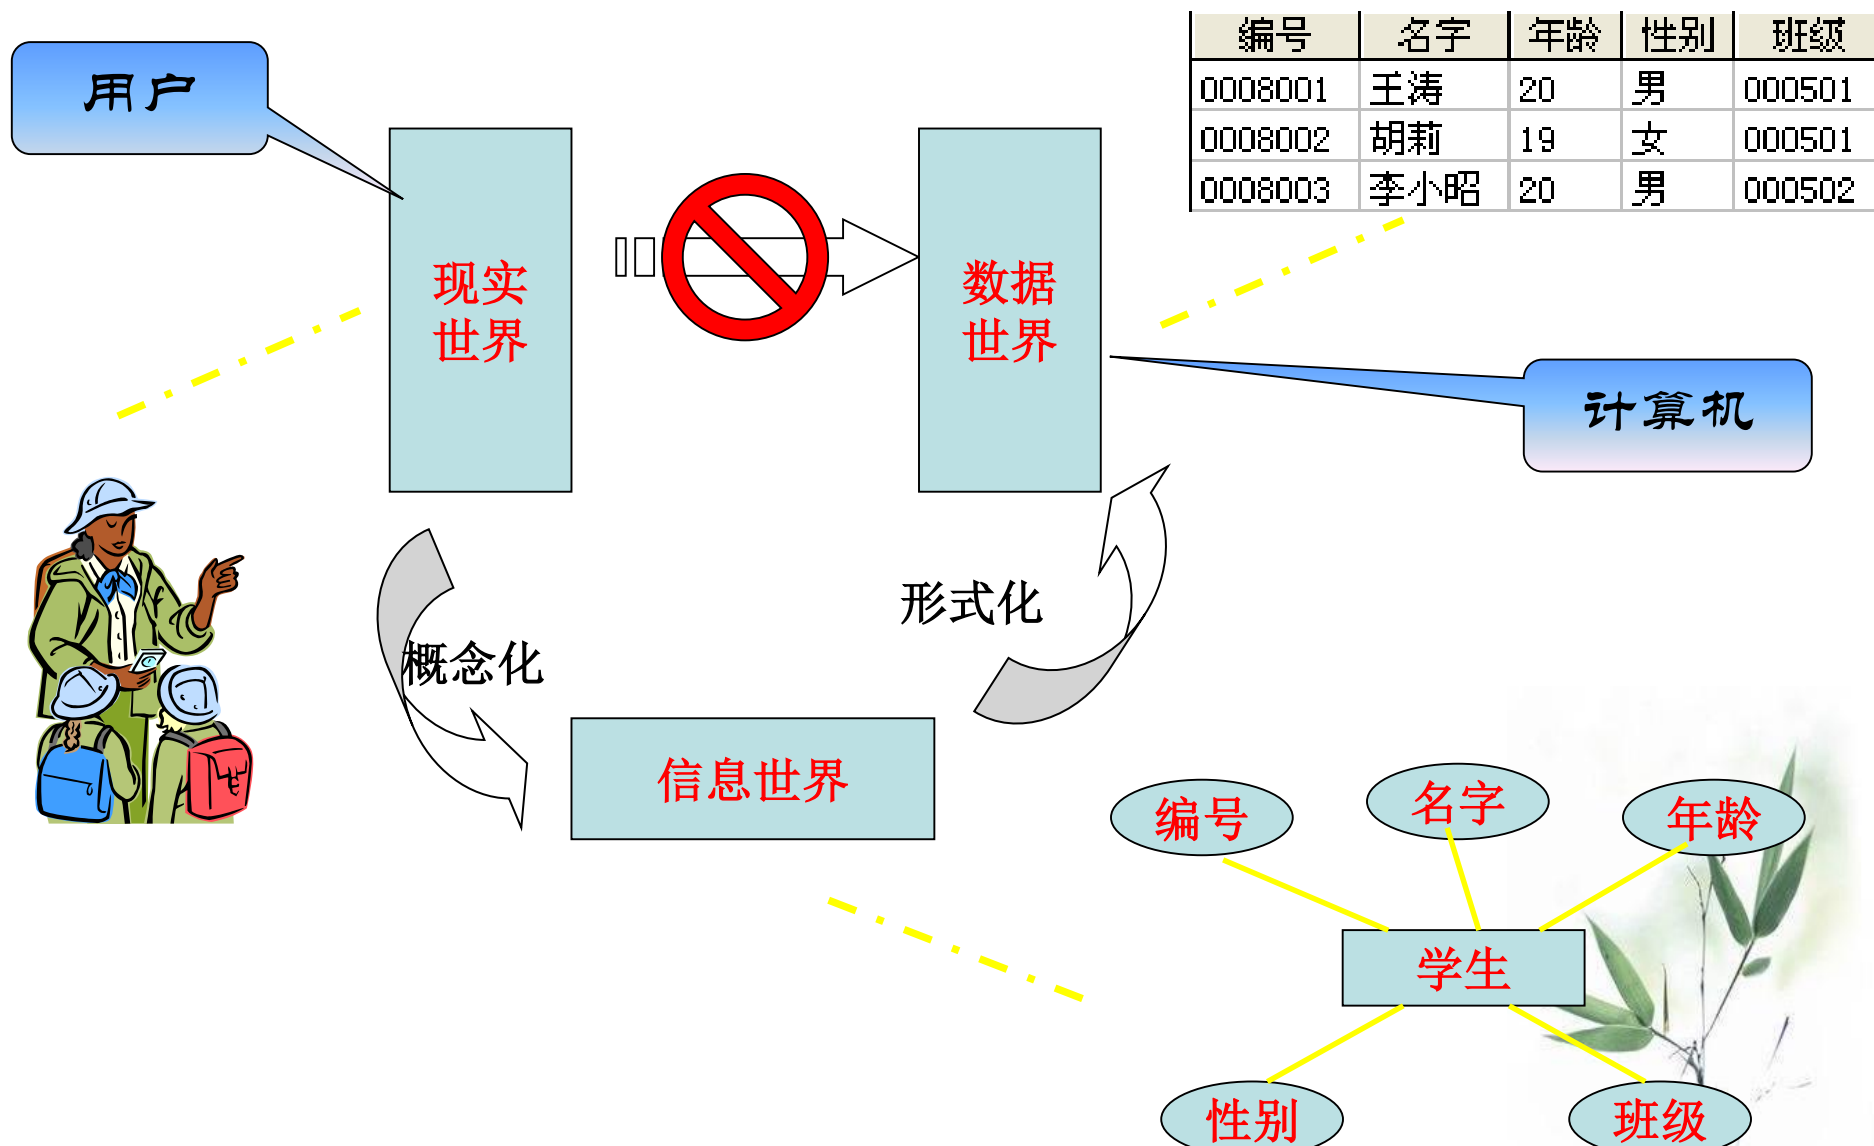 用户
编号 名字 年龄 性别 班级
0008001 王涛 20 男 000501
0008002 胡莉 19 女 000501
0008003 李小昭 20 男 000502
现实
世界
数据
世界
计算机
形式化
概念化
信息世界
编号 名字 年龄
学生
性别 班级